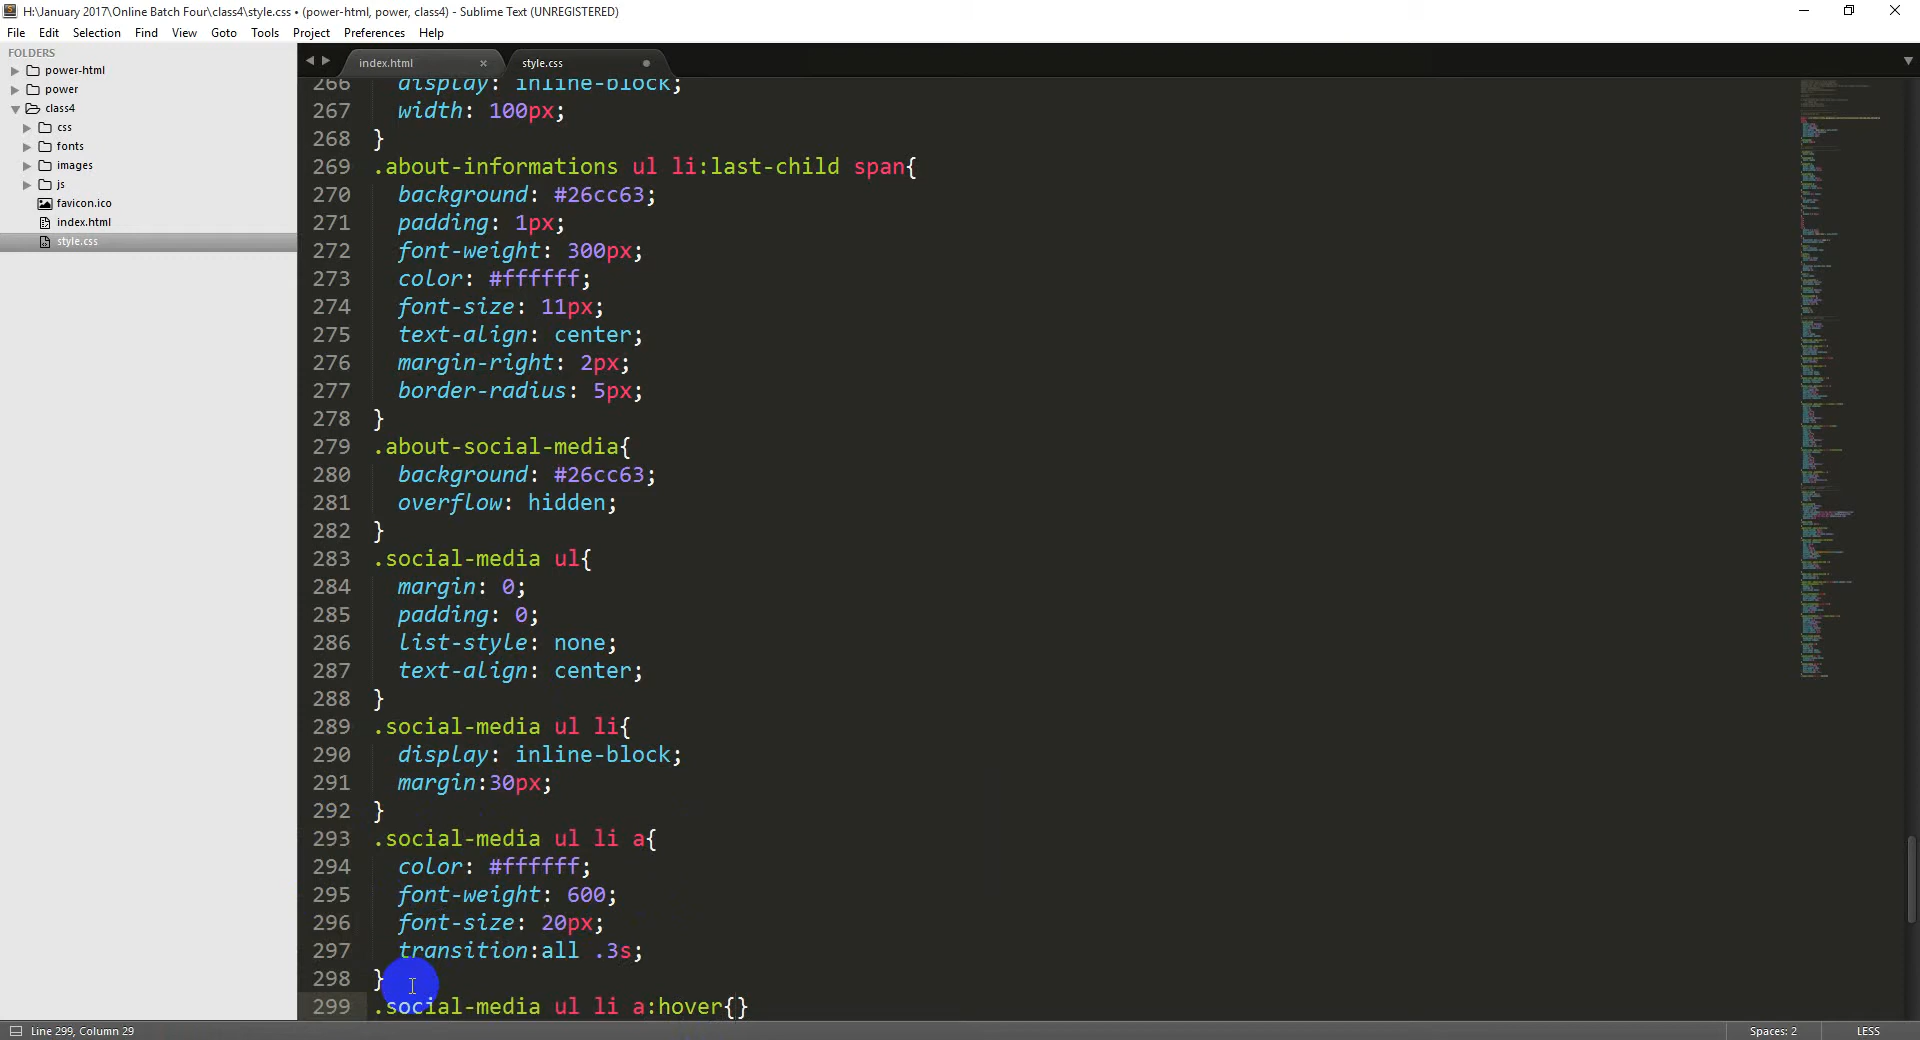 H:\January 2017\Online Batch Four\class4\style.css • (power-html, power, class4) - Sublime Text (UNREGISTERED)
File Edit Selection Find View Goto Tools Project Preferences Help
FOLDERS
power-html
power
class4
css
fonts
images
js
favicon.ico
index.html
style.css
index.html × style.css
266 display: inline-block;
267 width: 100px;
268 }
269 .about-informations ul li:last-child span{
270 background: #26cc63;
271 padding: 1px;
272 font-weight: 300px;
273 color: #ffffff;
274 font-size: 11px;
275 text-align: center;
276 margin-right: 2px;
277 border-radius: 5px;
278 }
279 .about-social-media{
280 background: #26cc63;
281 overflow: hidden;
282 }
283 .social-media ul{
284 margin: 0;
285 padding: 0;
286 list-style: none;
287 text-align: center;
288 }
289 .social-media ul li{
290 display: inline-block;
291 margin:30px;
292 }
293 .social-media ul li a{
294 color: #ffffff;
295 font-weight: 600;
296 font-size: 20px;
297 transition:all .3s;
298 }
299 .social-media ul li a:hover{}
Line 299, Column 29 Spaces: 2 LESS